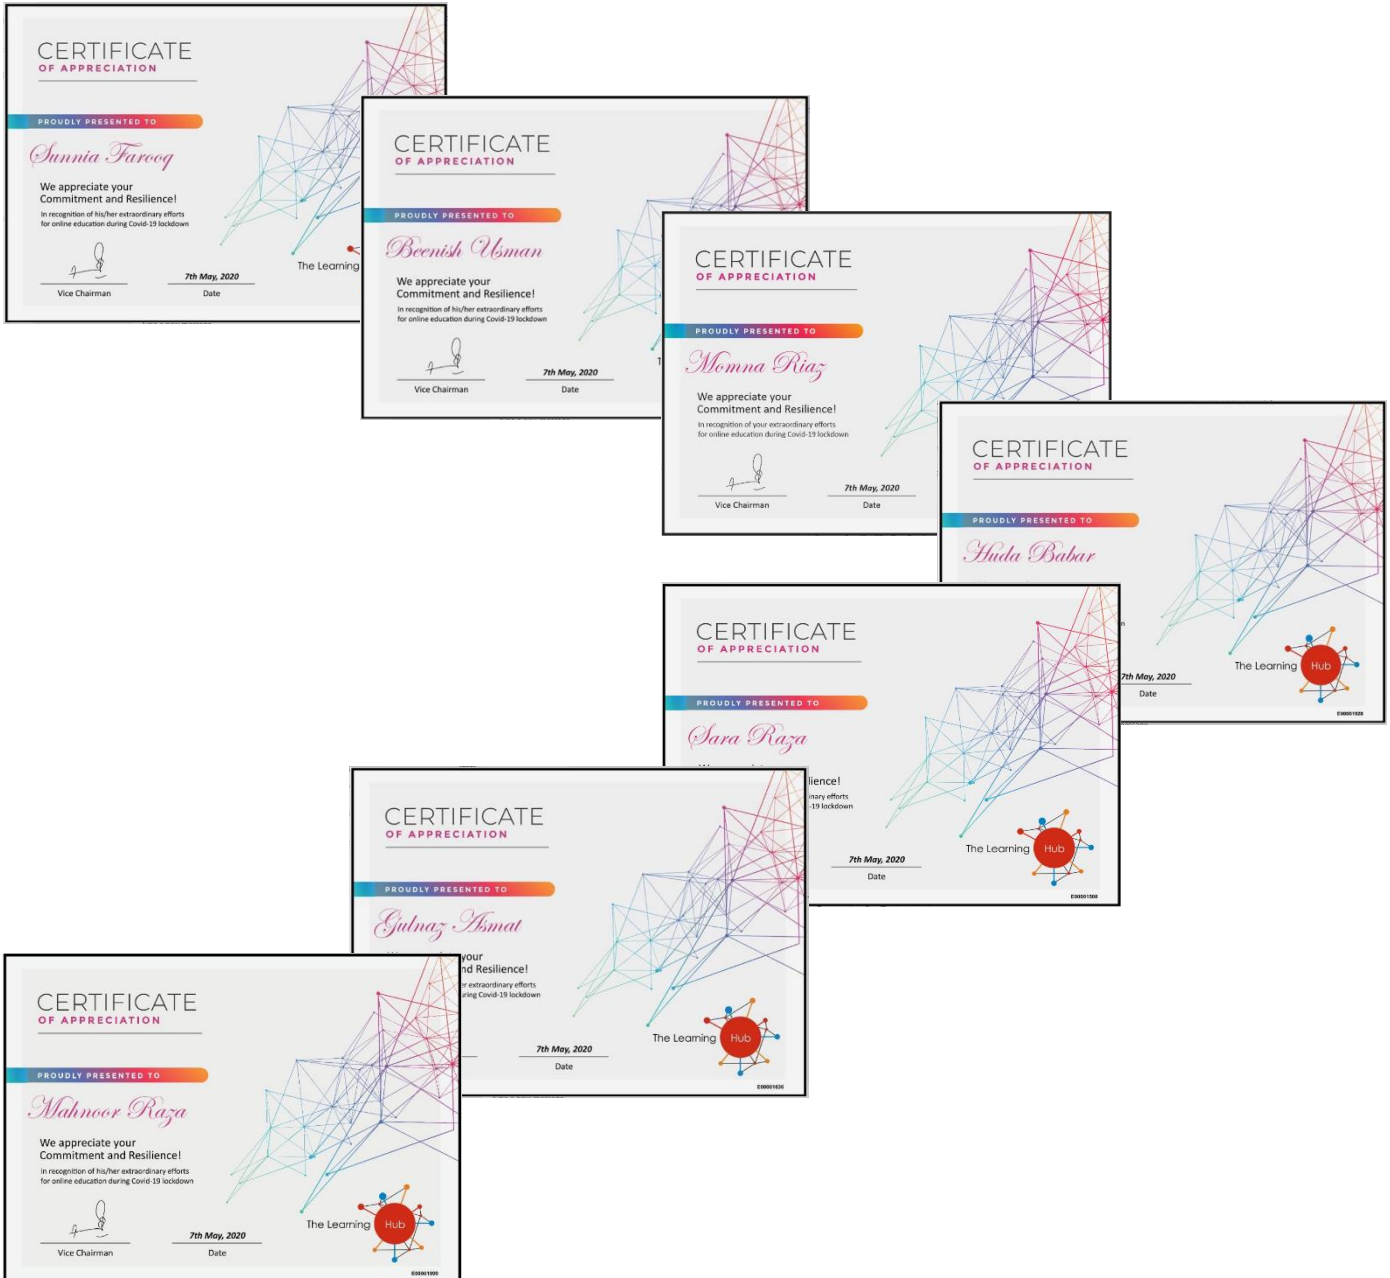 CERTIFICATE
OF APPRECIATION
PROUDLY PRESENTED TO
Sunnia Farooq
We appreciate your
Commitment and Resilience!
In recognition of his/her extraordinary efforts
for online education during Covid-19 lockdown
Vice Chairman
7th May, 2020
Date
The Learning
CERTIFICATE
OF APPRECIATION
PROUDLY PRESENTED TO
Beenish Usman
We appreciate your
Commitment and Resilience!
In recognition of his/her extraordinary efforts
for online education during Covid-19 lockdown
Vice Chairman
7th May, 2020
Date
CERTIFICATE
OF APPRECIATION
PROUDLY PRESENTED TO
Momna Riaz
We appreciate your
Commitment and Resilience!
In recognition of your extraordinary efforts
for online education during Covid-19 lockdown
Vice Chairman
7th May, 2020
Date
CERTIFICATE
OF APPRECIATION
PROUDLY PRESENTED TO
Huda Babar
7th May, 2020
Date
The Learning Hub
CERTIFICATE
OF APPRECIATION
PROUDLY PRESENTED TO
Sara Raza
efforts
-19 lockdown
7th May, 2020
Date
The Learning Hub
CERTIFICATE
OF APPRECIATION
PROUDLY PRESENTED TO
Gulnaz Asmat
your
Resilience!
extraordinary efforts
Covid-19 lockdown
7th May, 2020
Date
The Learning Hub
CERTIFICATE
OF APPRECIATION
PROUDLY PRESENTED TO
Mahnoor Raza
We appreciate your
Commitment and Resilience!
In recognition of his/her extraordinary efforts
for online education during Covid-19 lockdown
Vice Chairman
7th May, 2020
Date
The Learning Hub